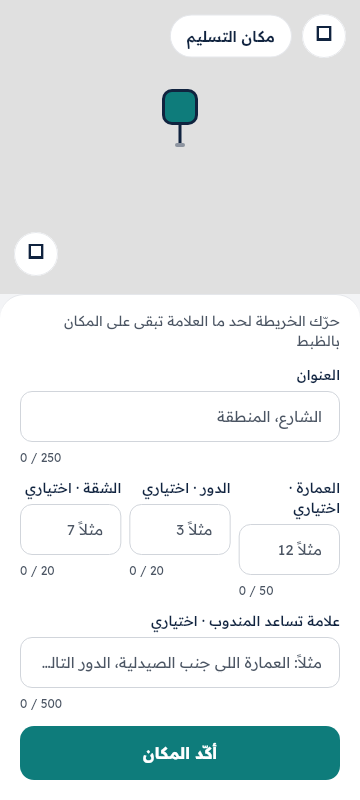 مكان التسليم
حرّك الخريطة لحد ما العلامة تبقى على المكان
بالظبط
العنوان
الشارع، المنطقة
0 / 250
العمارة · اختياري
مثلاً 12
0 / 50
الدور · اختياري
مثلاً 3
0 / 20
الشقة · اختياري
مثلاً 7
0 / 20
علامة تساعد المندوب · اختياري
مثلاً: العمارة اللي جنب الصيدلية، الدور التالـ...
0 / 500
أكّد المكان